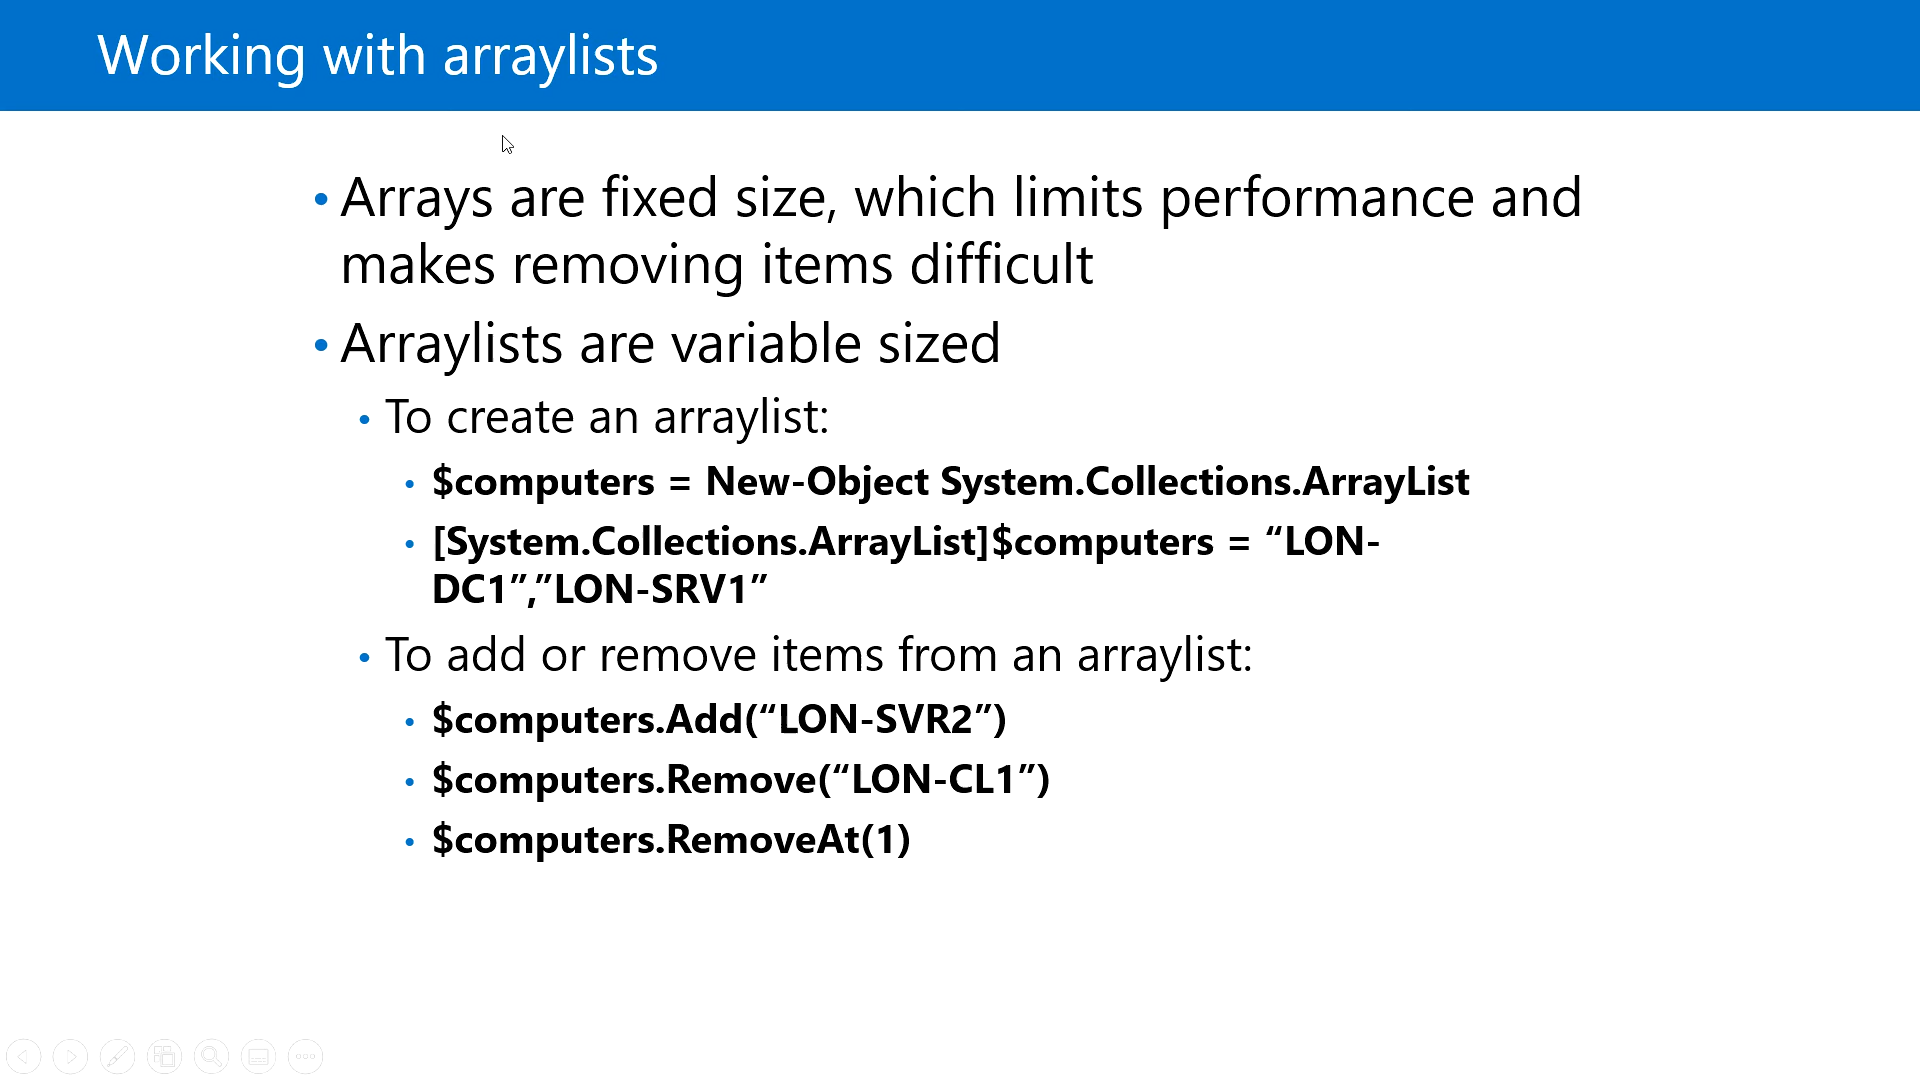 Working with arraylists
• Arrays are fixed size, which limits performance and
makes removing items difficult
• Arraylists are variable sized
• To create an arraylist:
• $computers = New-Object System.Collections.ArrayList
• [System.Collections.ArrayList]$computers = “LON-
DC1”,”LON-SRV1”
• To add or remove items from an arraylist:
• $computers.Add(“LON-SVR2”)
• $computers.Remove(“LON-CL1”)
• $computers.RemoveAt(1)